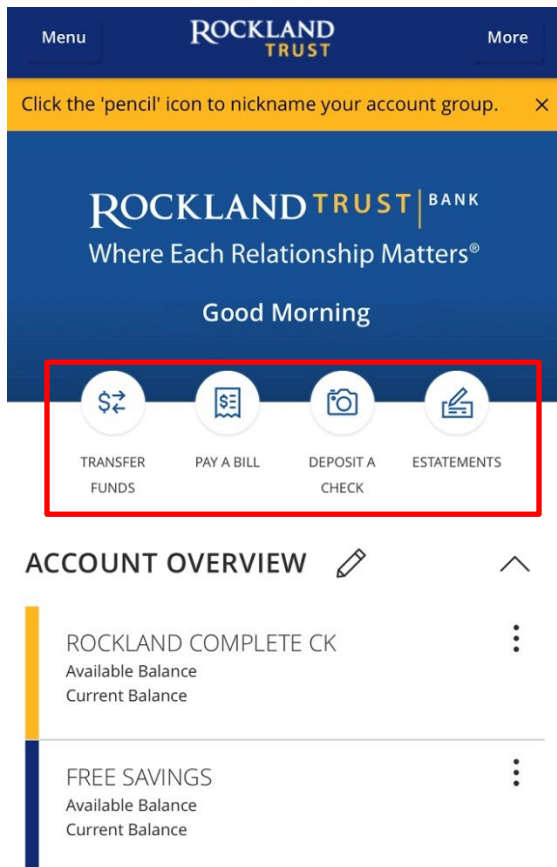 Menu ROCKLAND TRUST More
Click the 'pencil' icon to nickname your account group. ×
ROCKLAND TRUST | BANK
Where Each Relationship Matters®
Good Morning
TRANSFER FUNDS
PAY A BILL
DEPOSIT A CHECK
ESTATEMENTS
ACCOUNT OVERVIEW
ROCKLAND COMPLETE CK
Available Balance
Current Balance
FREE SAVINGS
Available Balance
Current Balance